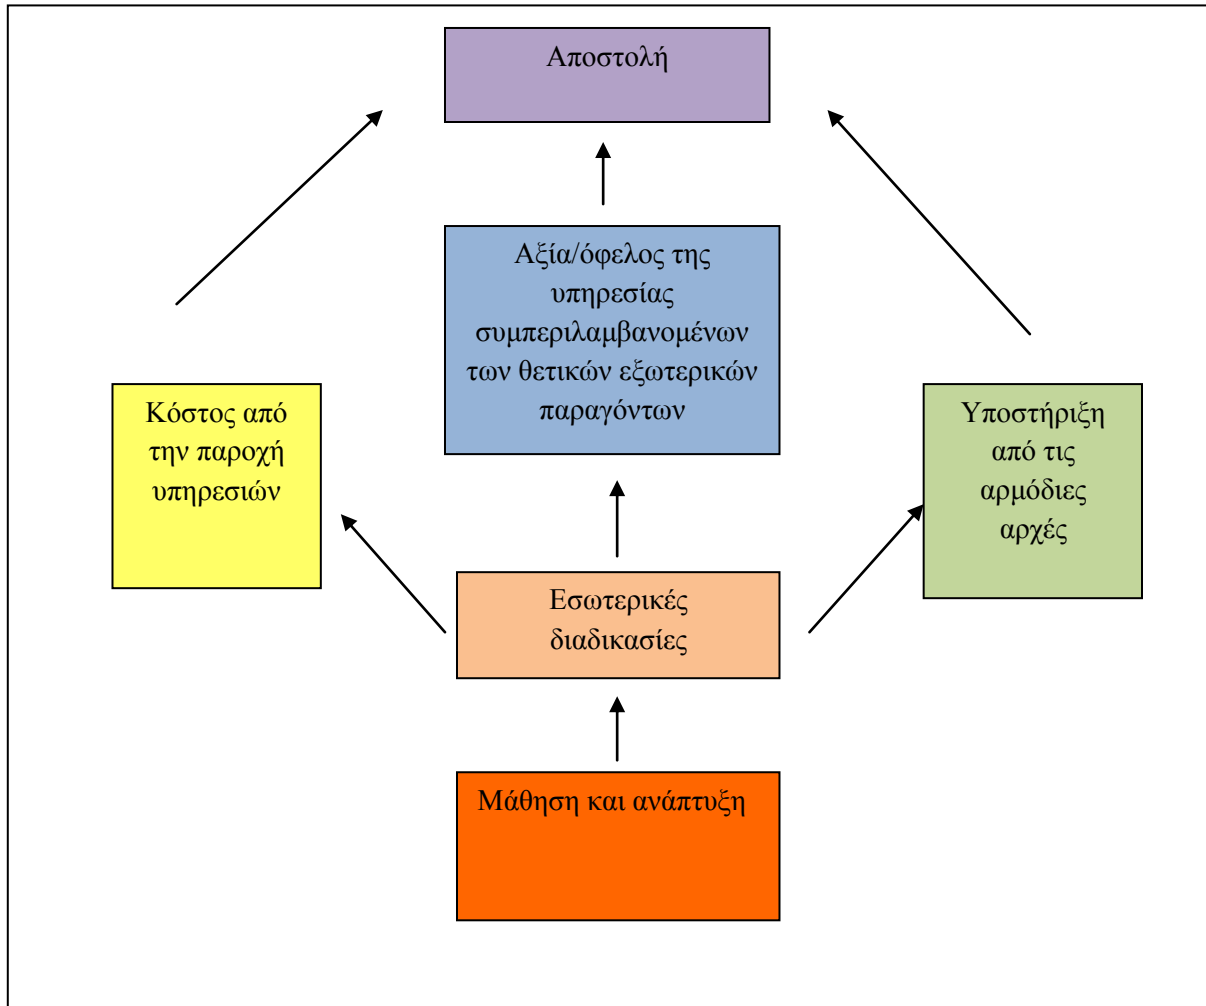 Αποστολή
Αξία/όφελος της
υπηρεσίας
συμπεριλαμβανομένων
των θετικών εξωτερικών
παραγόντων
Κόστος από
την παροχή
υπηρεσιών
Υποστήριξη
από τις
αρμόδιες
αρχές
Εσωτερικές
διαδικασίες
Μάθηση και ανάπτυξη